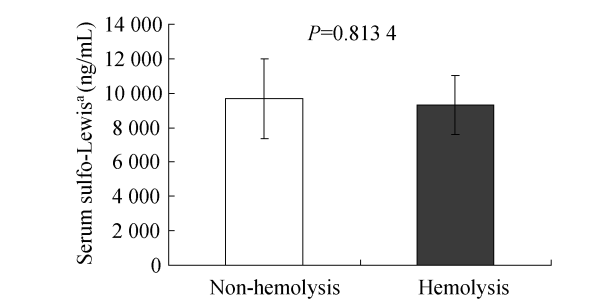 P=0.813 4
Serum sulfo-Lewisᵃ (ng/mL)
14 000
12 000
10 000
8 000
6 000
4 000
2 000
0
Non-hemolysis
Hemolysis